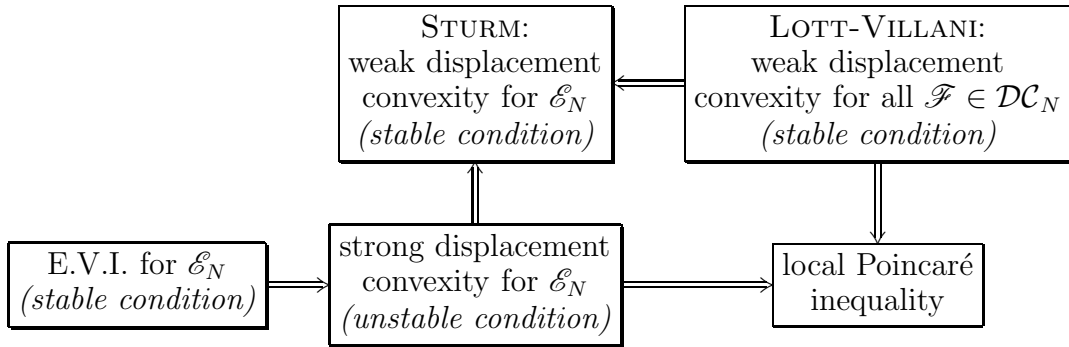 STURM:
weak displacement
convexity for ℰ_N
(stable condition)
LOTT-VILLANI:
weak displacement
convexity for all ℱ ∈ 𝒟𝒞_N
(stable condition)
E.V.I. for ℰ_N
(stable condition)
strong displacement
convexity for ℰ_N
(unstable condition)
local Poincaré
inequality